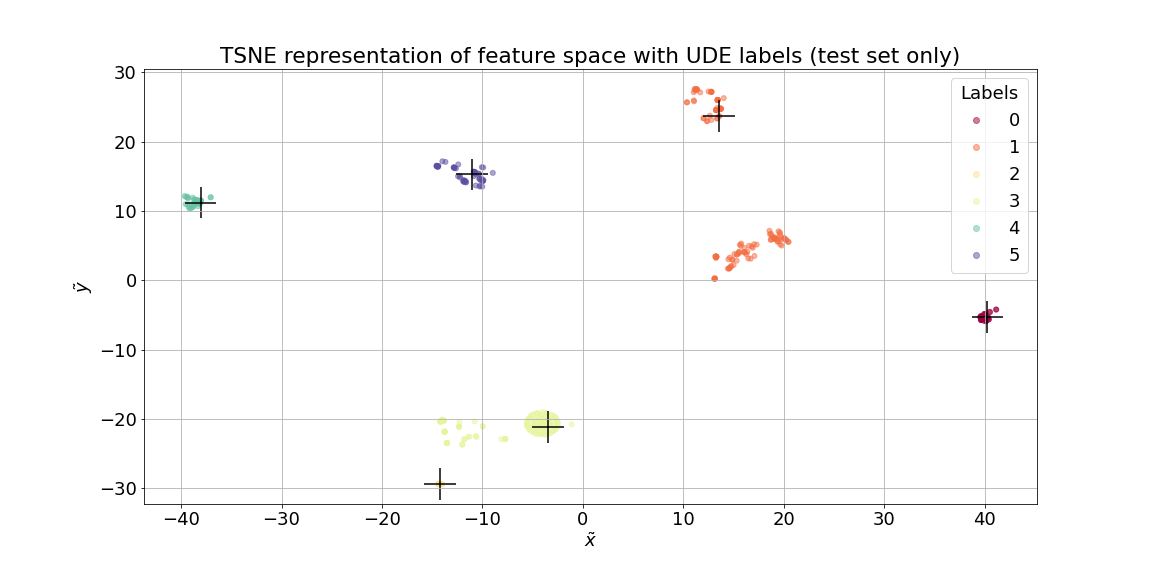 TSNE representation of feature space with UDE labels (test set only)
30
20
10
0
−10
−20
−30
ỹ
Labels
0
1
2
3
4
5
−40 −30 −20 −10 0 10 20 30 40
x̃